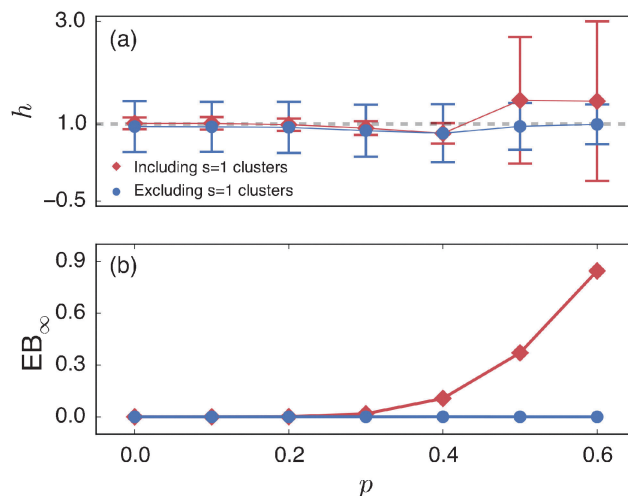 (a)
3.0
1.0
−0.5
h
Including s=1 clusters
Excluding s=1 clusters
(b)
0.9
0.6
0.3
0.0
EB∞
0.0
0.2
0.4
0.6
p